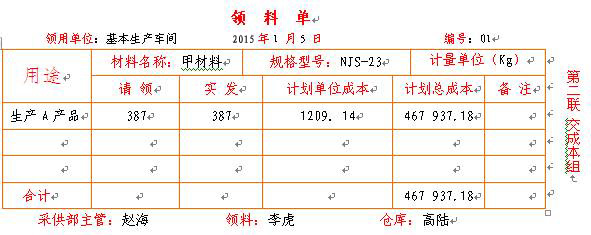 领 料 单
领用单位：基本生产车间 2015 年 1 月 5 日 编号：01
用途 材料名称：甲材料 规格型号：NJS-23 计量单位（Kg）
请 领 实 发 计划单位成本 计划总成本 备 注
生产 A 产品 387 387 1209.14 467 937.18
合计 467 937.18
采供部主管：赵海 领料：李虎 仓库：高陆
第二联 交成本组